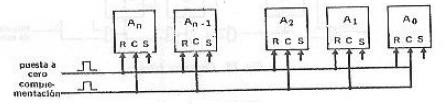 An An-1 A2 A1 A0
R C S R C S R C S R C S R C S
puesta a
cero
comple-
mentación